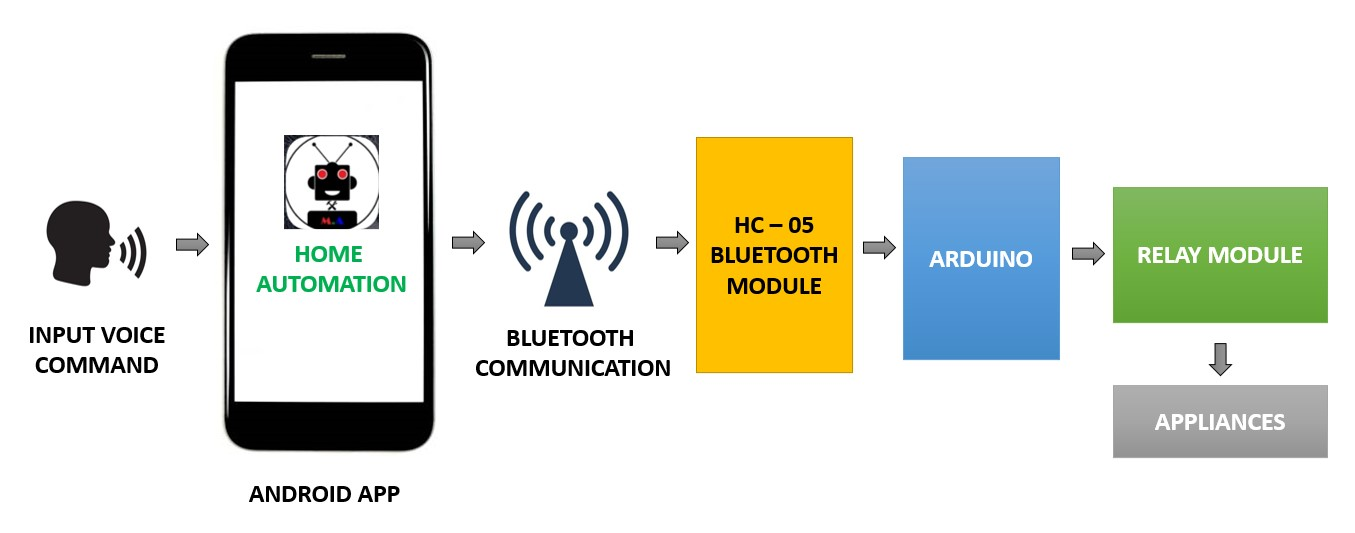 INPUT VOICE
COMMAND
HOME
AUTOMATION
ANDROID APP
BLUETOOTH
COMMUNICATION
HC – 05
BLUETOOTH
MODULE
ARDUINO
RELAY MODULE
APPLIANCES